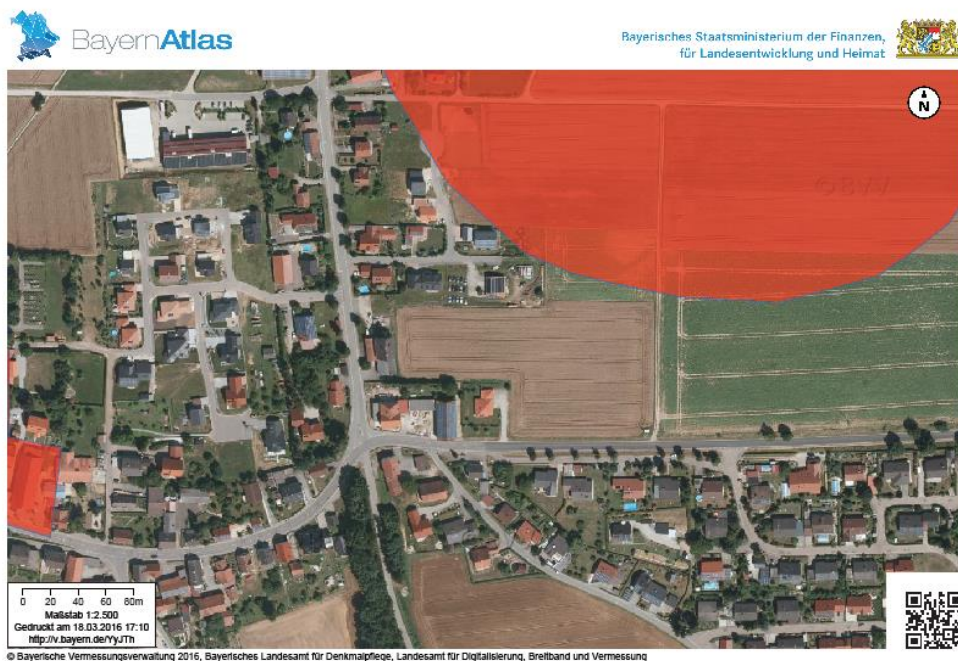 BayernAtlas
Bayerisches Staatsministerium der Finanzen,
für Landesentwicklung und Heimat
N
©BVV
0 20 40 60 80m
Maßstab 1:2.500
Gedruckt am 18.03.2016 17:10
http://v.bayern.de/YyJTh
© Bayerische Vermessungsverwaltung 2016, Bayerisches Landesamt für Denkmalpflege, Landesamt für Digitalisierung, Breitband und Vermessung